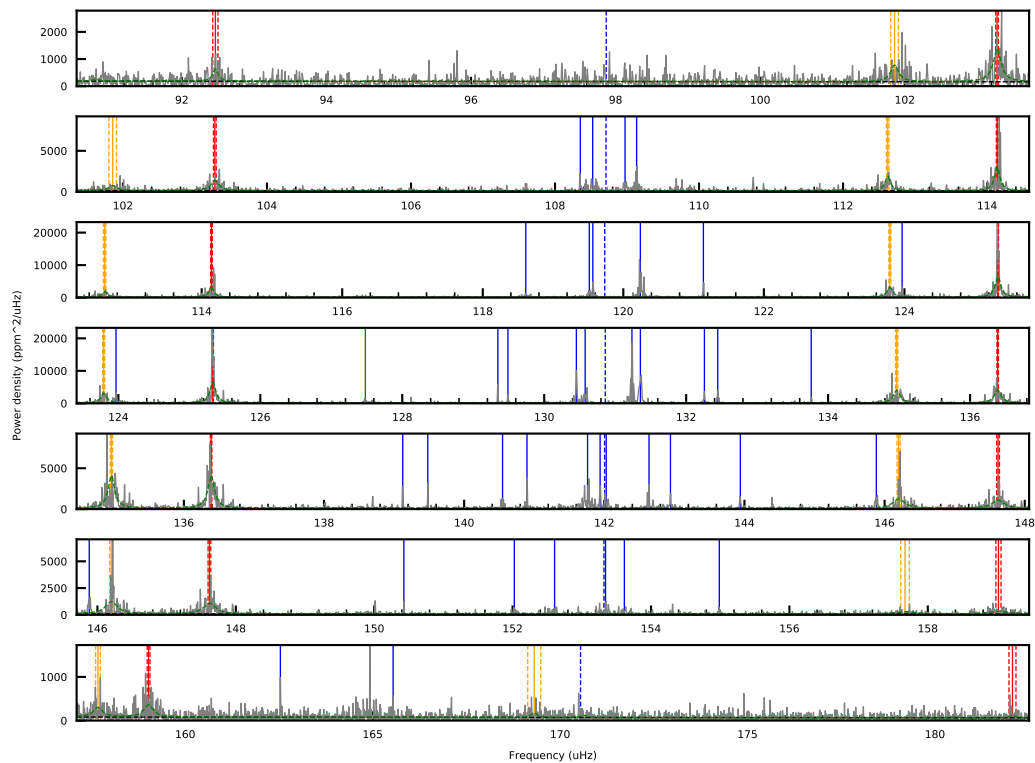 2000
1000
0
92 94 96 98 100 102
5000
0
102 104 106 108 110 112 114
20000
10000
0
114 116 118 120 122 124
Power density (ppm^2/uHz)
20000
10000
0
124 126 128 130 132 134 136
5000
0
136 138 140 142 144 146 148
5000
2500
0
146 148 150 152 154 156 158
1000
0
160 165 170 175 180
Frequency (uHz)